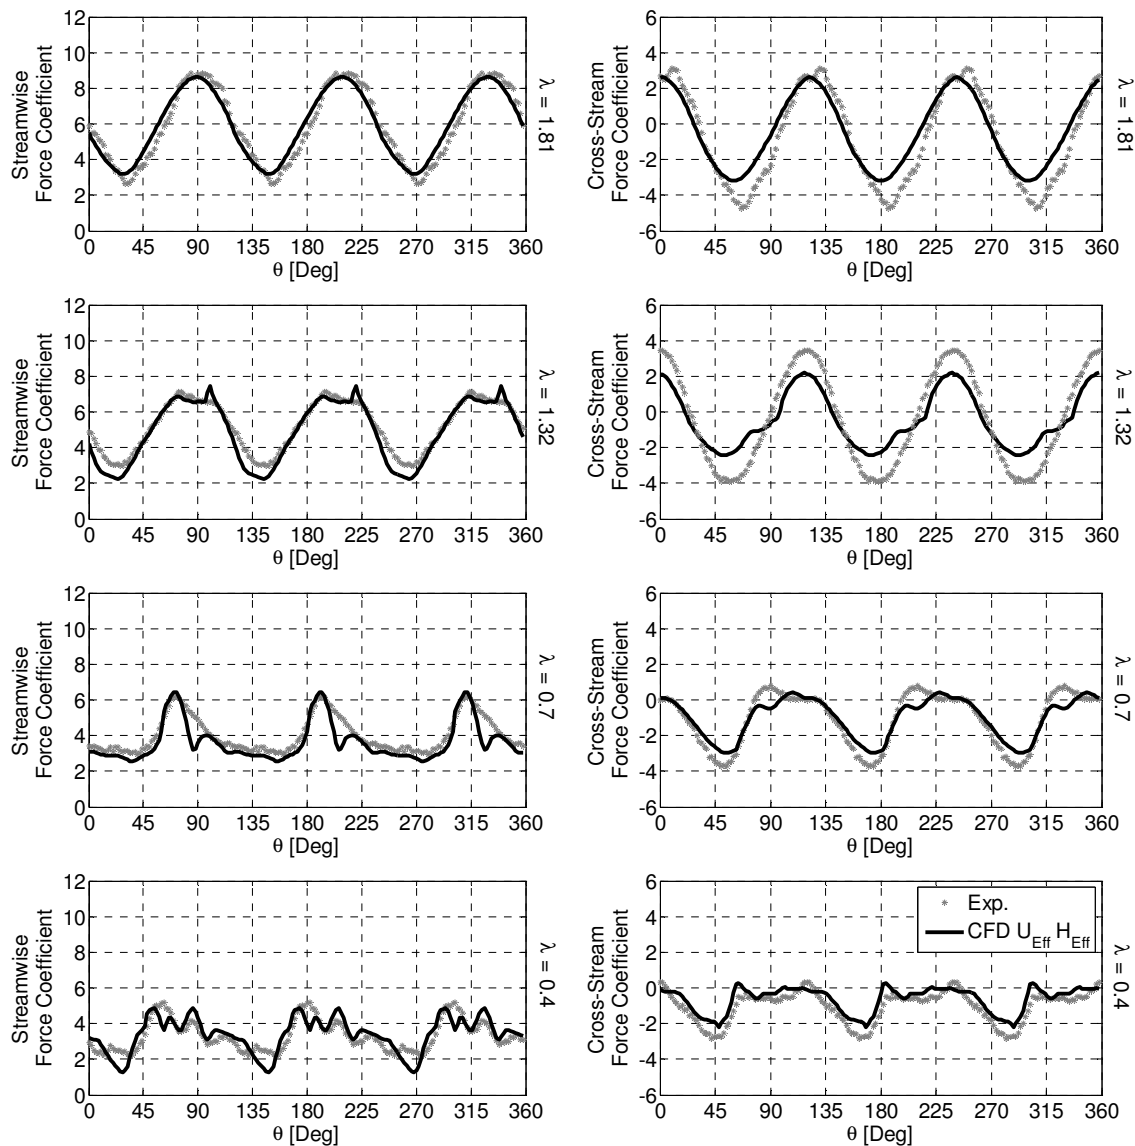 Streamwise
Force Coefficient
12
10
8
6
4
2
0
0 45 90 135 180 225 270 315 360
θ [Deg]
λ = 1.81
Cross-Stream
Force Coefficient
6
4
2
0
-2
-4
-6
0 45 90 135 180 225 270 315 360
θ [Deg]
λ = 1.81
Streamwise
Force Coefficient
12
10
8
6
4
2
0
0 45 90 135 180 225 270 315 360
θ [Deg]
λ = 1.32
Cross-Stream
Force Coefficient
6
4
2
0
-2
-4
-6
0 45 90 135 180 225 270 315 360
θ [Deg]
λ = 1.32
Streamwise
Force Coefficient
12
10
8
6
4
2
0
0 45 90 135 180 225 270 315 360
θ [Deg]
λ = 0.7
Cross-Stream
Force Coefficient
6
4
2
0
-2
-4
-6
0 45 90 135 180 225 270 315 360
θ [Deg]
λ = 0.7
Streamwise
Force Coefficient
12
10
8
6
4
2
0
0 45 90 135 180 225 270 315 360
θ [Deg]
λ = 0.4
Cross-Stream
Force Coefficient
6
4
2
0
-2
-4
-6
0 45 90 135 180 225 270 315 360
θ [Deg]
λ = 0.4
Exp.
CFD U_Eff H_Eff